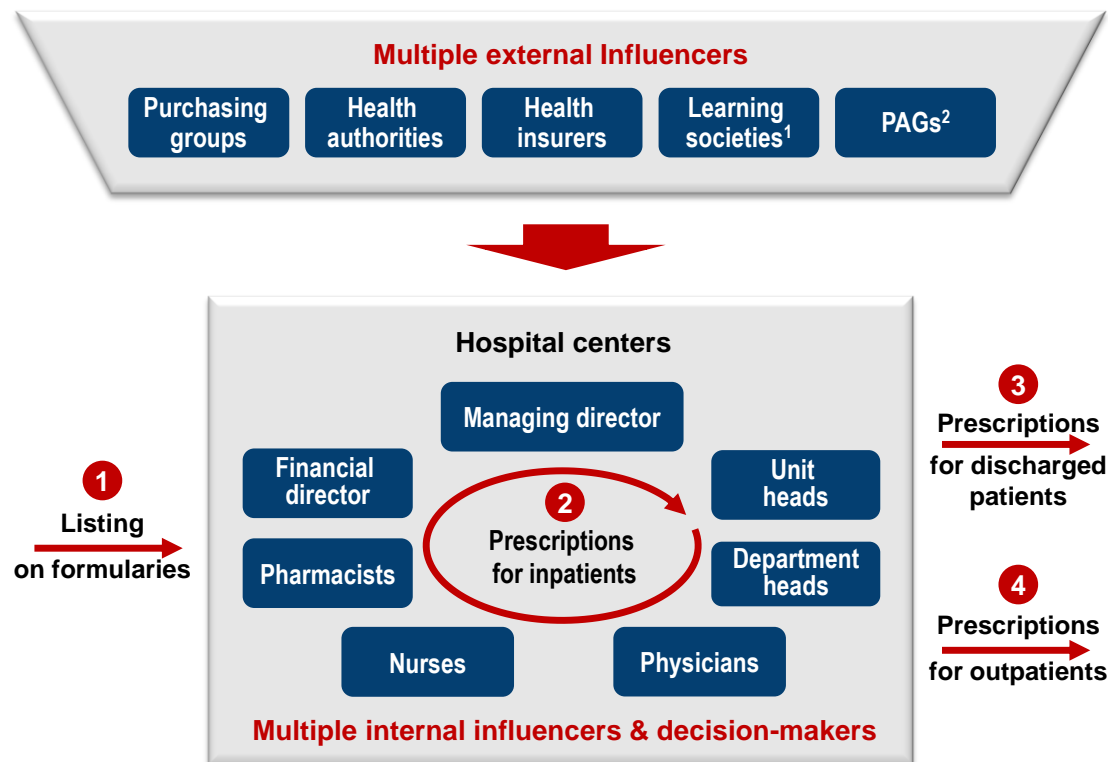 Multiple external Influencers
Purchasing
groups
Health
authorities
Health
insurers
Learning
societies1
PAGs2
Hospital centers
Managing director
Financial
director
Unit
heads
1
Listing
on formularies
2
Prescriptions
for inpatients
Pharmacists
Department
heads
Nurses
Physicians
Multiple internal influencers & decision-makers
3
Prescriptions
for discharged
patients
4
Prescriptions
for outpatients